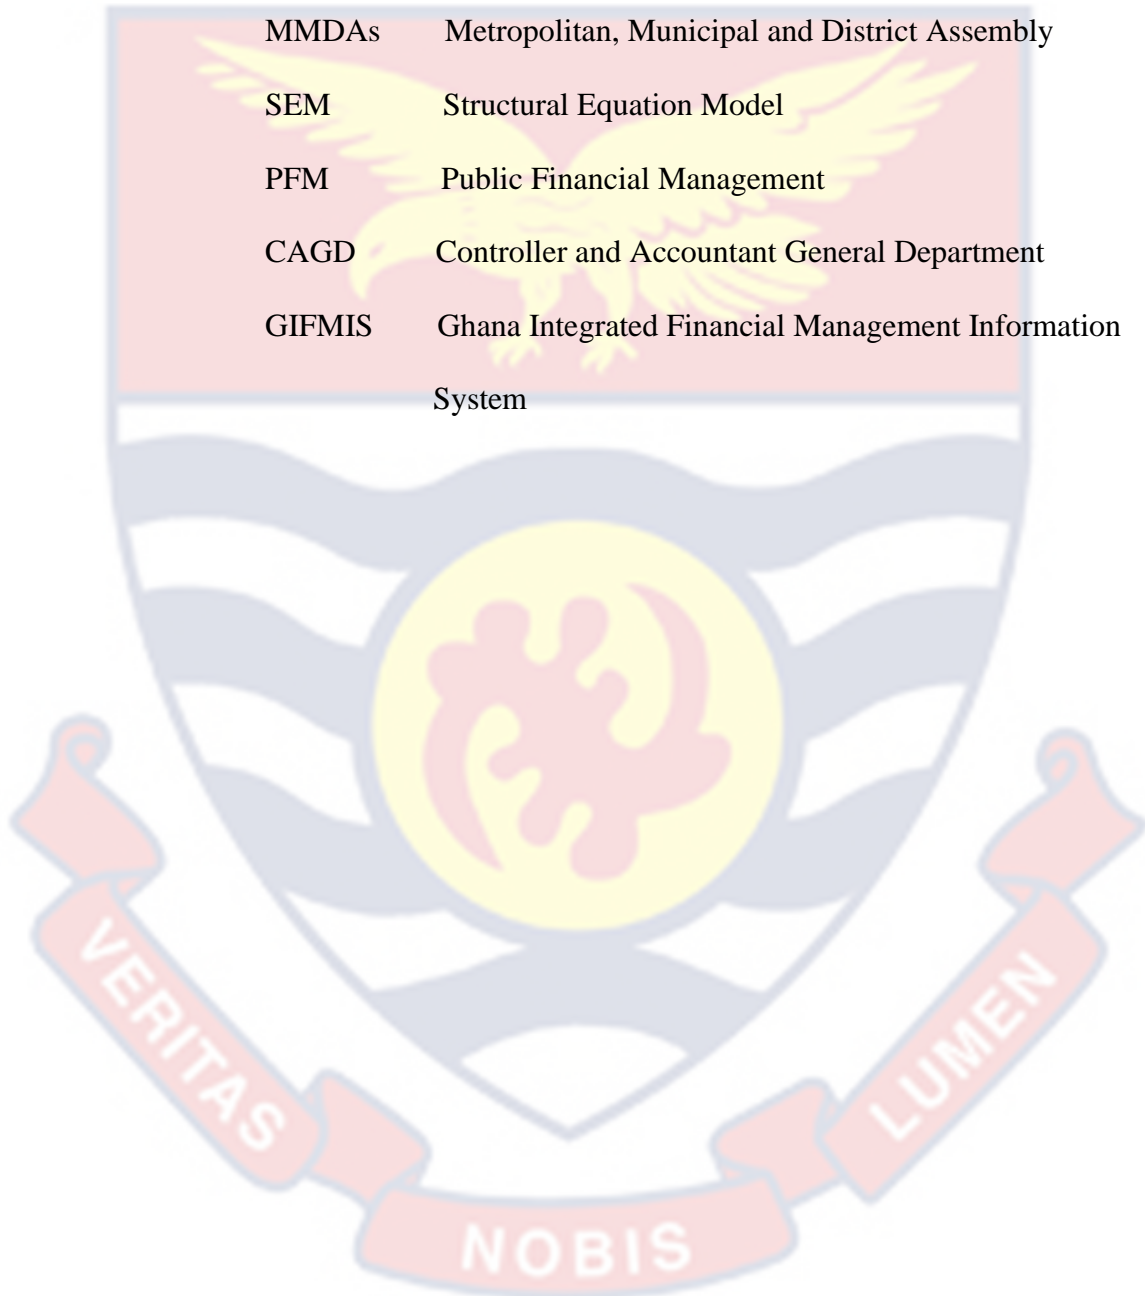 MMDAs Metropolitan, Municipal and District Assembly
SEM Structural Equation Model
PFM Public Financial Management
CAGD Controller and Accountant General Department
GIFMIS Ghana Integrated Financial Management Information
System
VERITAS
NOBIS
LUMEN